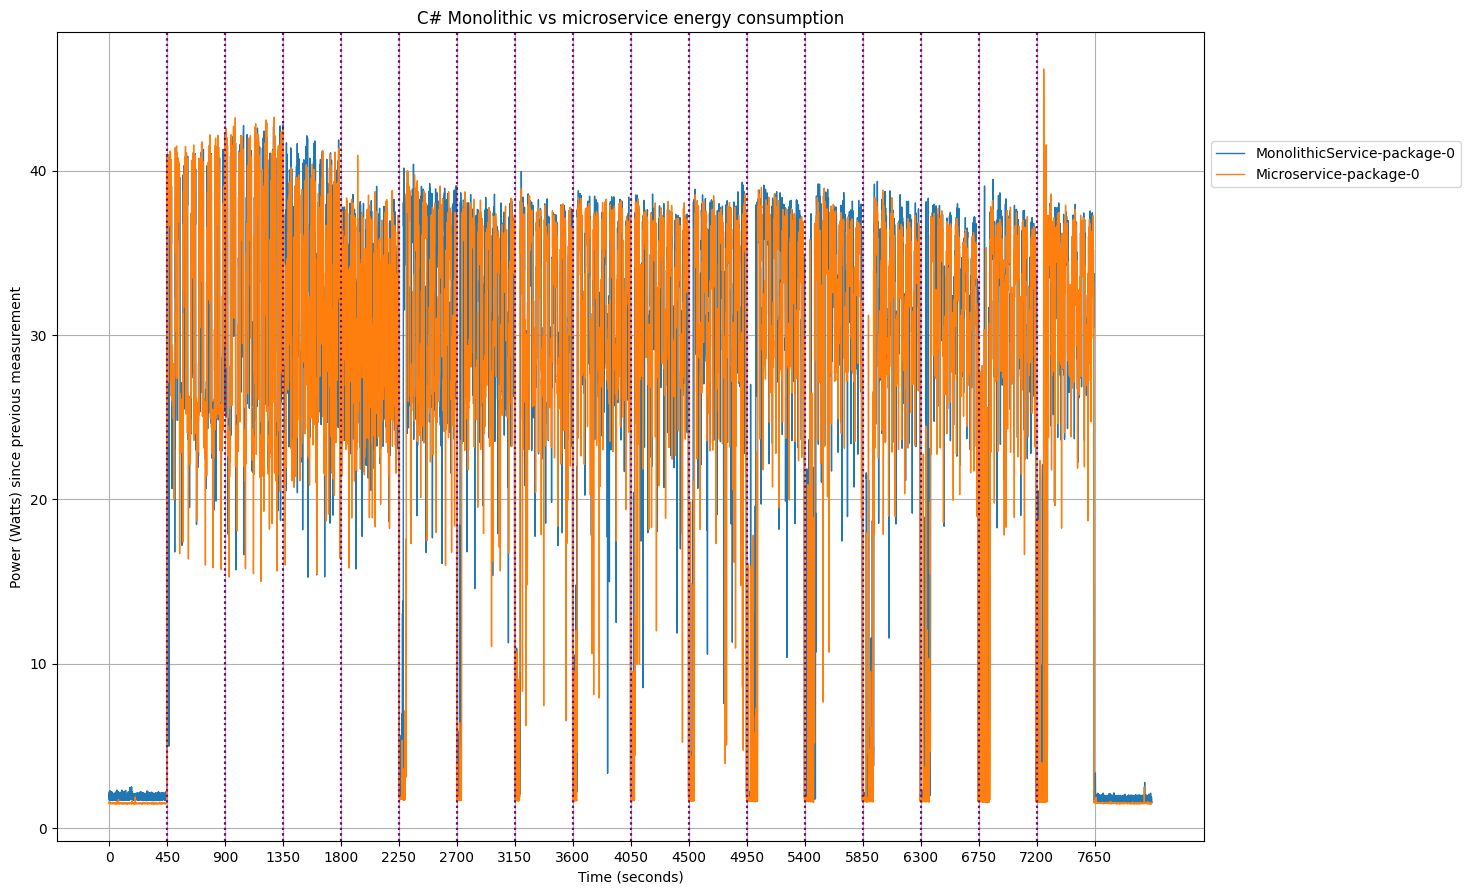 C# Monolithic vs microservice energy consumption
MonolithicService-package-0
Microservice-package-0
Power (Watts) since previous measurement
40
30
20
10
0
0 450 900 1350 1800 2250 2700 3150 3600 4050 4500 4950 5400 5850 6300 6750 7200 7650
Time (seconds)